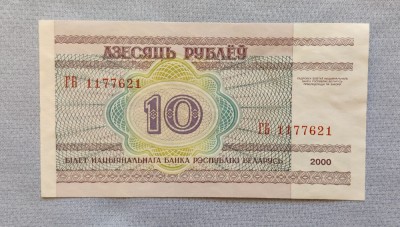 ДЗЕСЯЦЬ РУБЛЁЎ
ГБ 1177621
10
ГБ 1177621
БІЛЕТ НАЦЫЯНАЛЬНАГА БАНКА РЭСПУБЛІКІ БЕЛАРУСЬ
2000